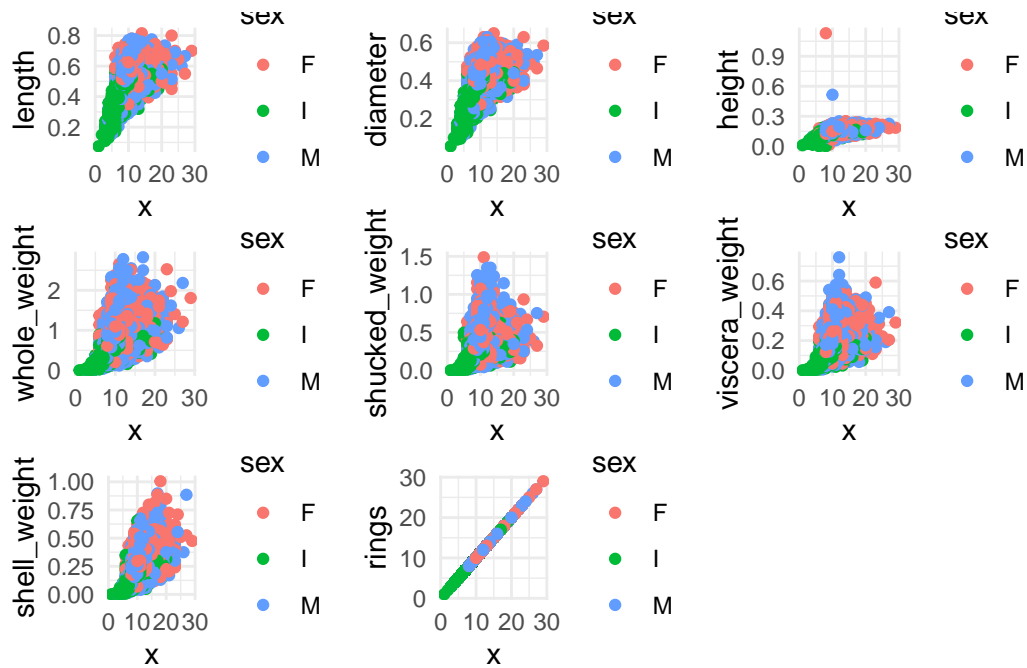 sex
length
0.8
0.6
0.4
0.2
0 10 20 30
x
F
I
M
sex
diameter
0.6
0.4
0.2
0 10 20 30
x
F
I
M
sex
height
0.9
0.6
0.3
0.0
0 10 20 30
x
F
I
M
whole_weight
2
1
0
0 10 20 30
x
sex
F
I
M
shucked_weight
1.5
1.0
0.5
0.0
0 10 20 30
x
sex
F
I
M
viscera_weight
0.6
0.4
0.2
0.0
0 10 20 30
x
sex
F
I
M
shell_weight
1.00
0.75
0.50
0.25
0.00
0 10 20 30
x
sex
F
I
M
rings
30
20
10
0
0 10 20 30
x
sex
F
I
M